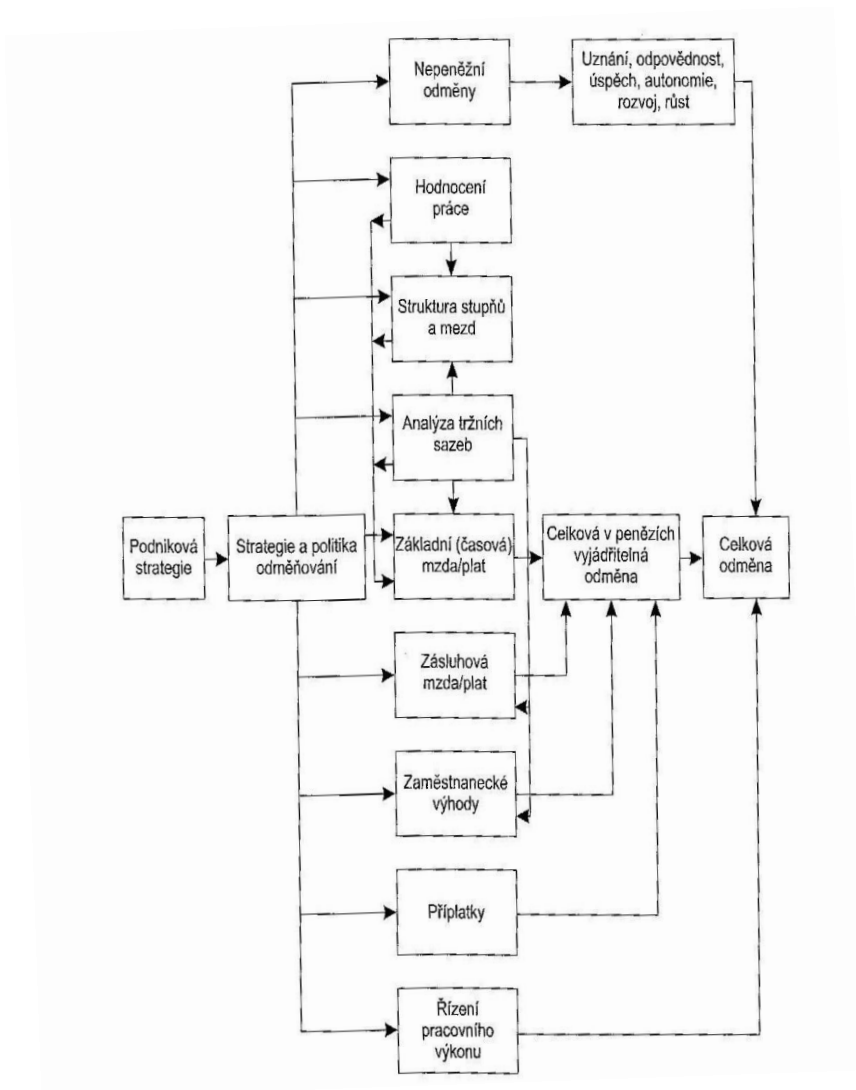 Nepeněžní
odměny
Uznání, odpovědnost,
úspěch, autonomie,
rozvoj, růst
Hodnocení
práce
Struktura stupňů
a mezd
Analýza tržních
sazeb
Podniková
strategie
Strategie a politika
odměňování
Základní (časová)
mzda/plat
Celková v penězích
vyjádřitelná
odměna
Celková
odměna
Zásluhová
mzda/plat
Zaměstnanecké
výhody
Příplatky
Řízení
pracovního
výkonu